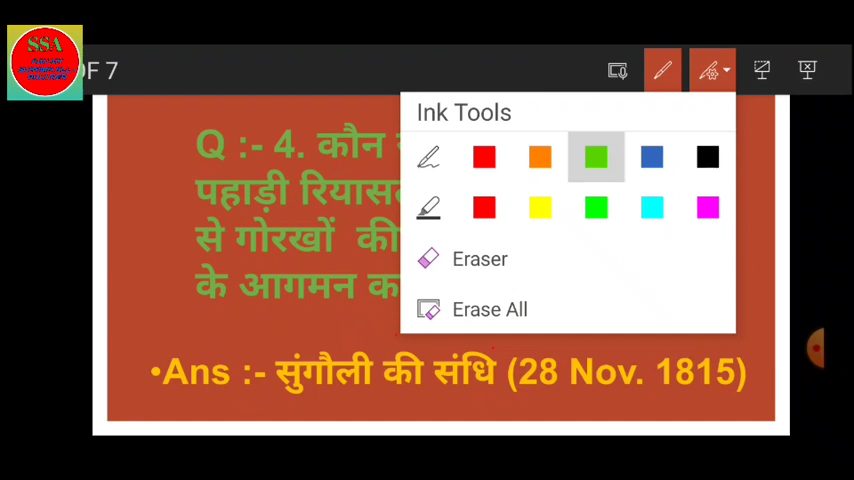 SSA
OF 7
Ink Tools
Q :- 4. कौन
पहाड़ी
से गोरखों की
के आगमन
Eraser
Erase All
•Ans :- सुंगौली की संधि (28 Nov. 1815)